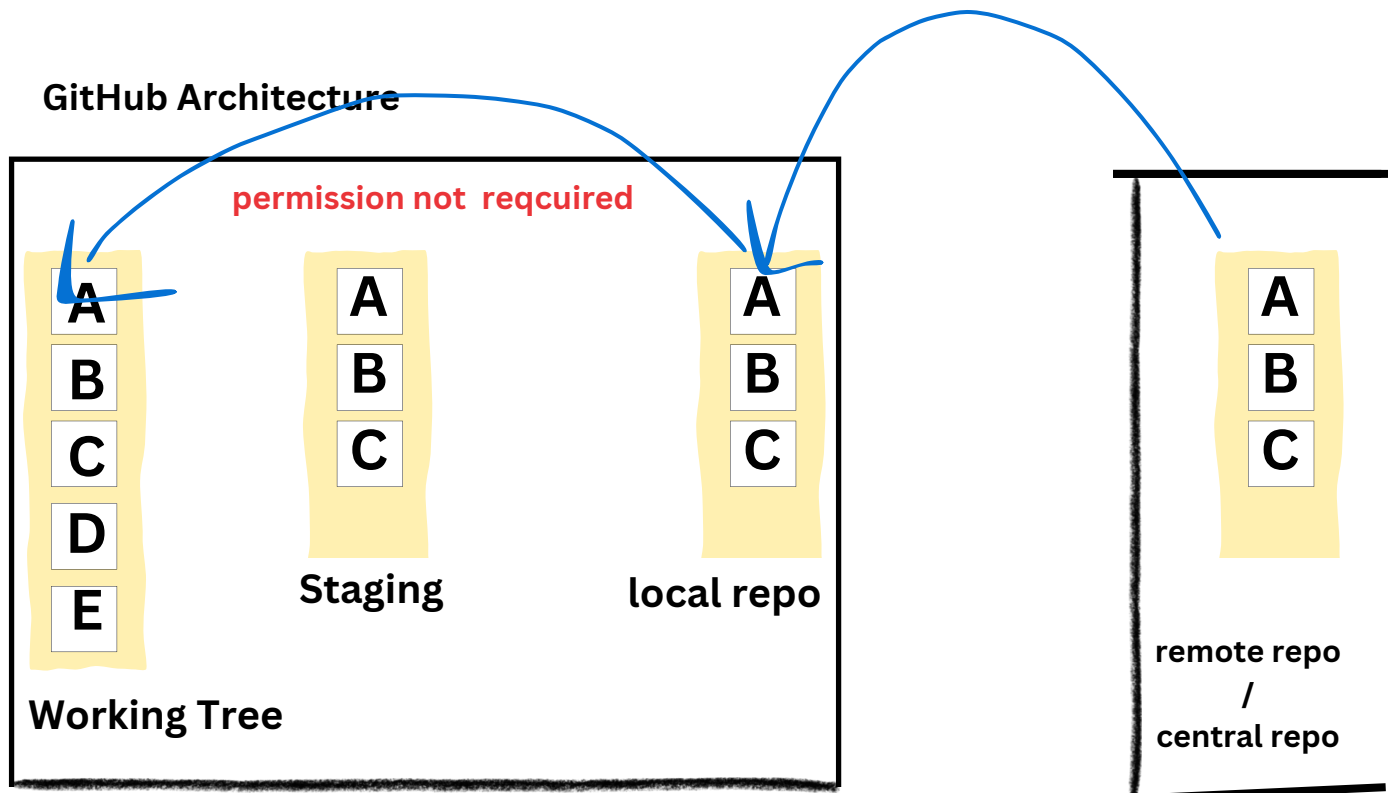 GitHub Architecture
permission not  reqcuired
A
B
C
D
E
Working Tree
A
B
C
Staging
A
B
C
local repo
A
B
C
remote repo
/
central repo